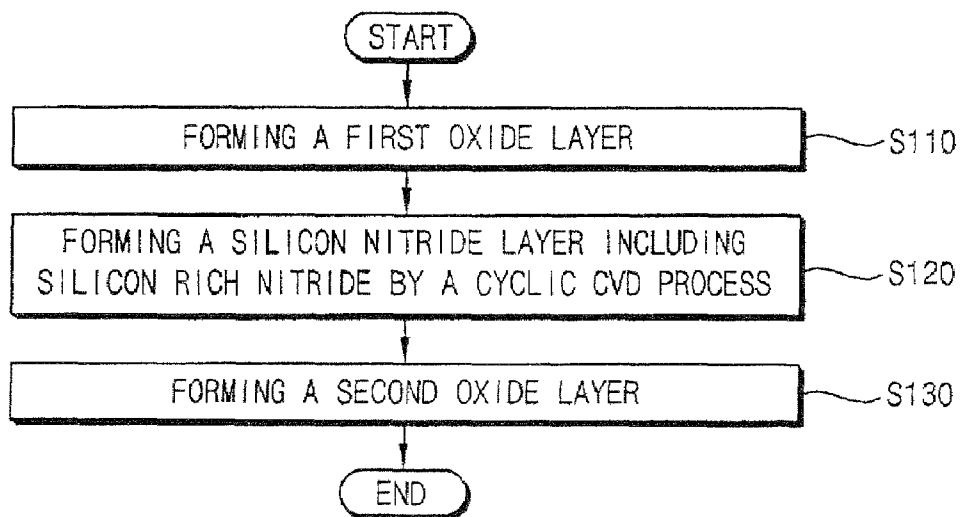 START
FORMING A FIRST OXIDE LAYER
S110
FORMING A SILICON NITRIDE LAYER INCLUDING
SILICON RICH NITRIDE BY A CYCLIC CVD PROCESS
S120
FORMING A SECOND OXIDE LAYER
S130
END